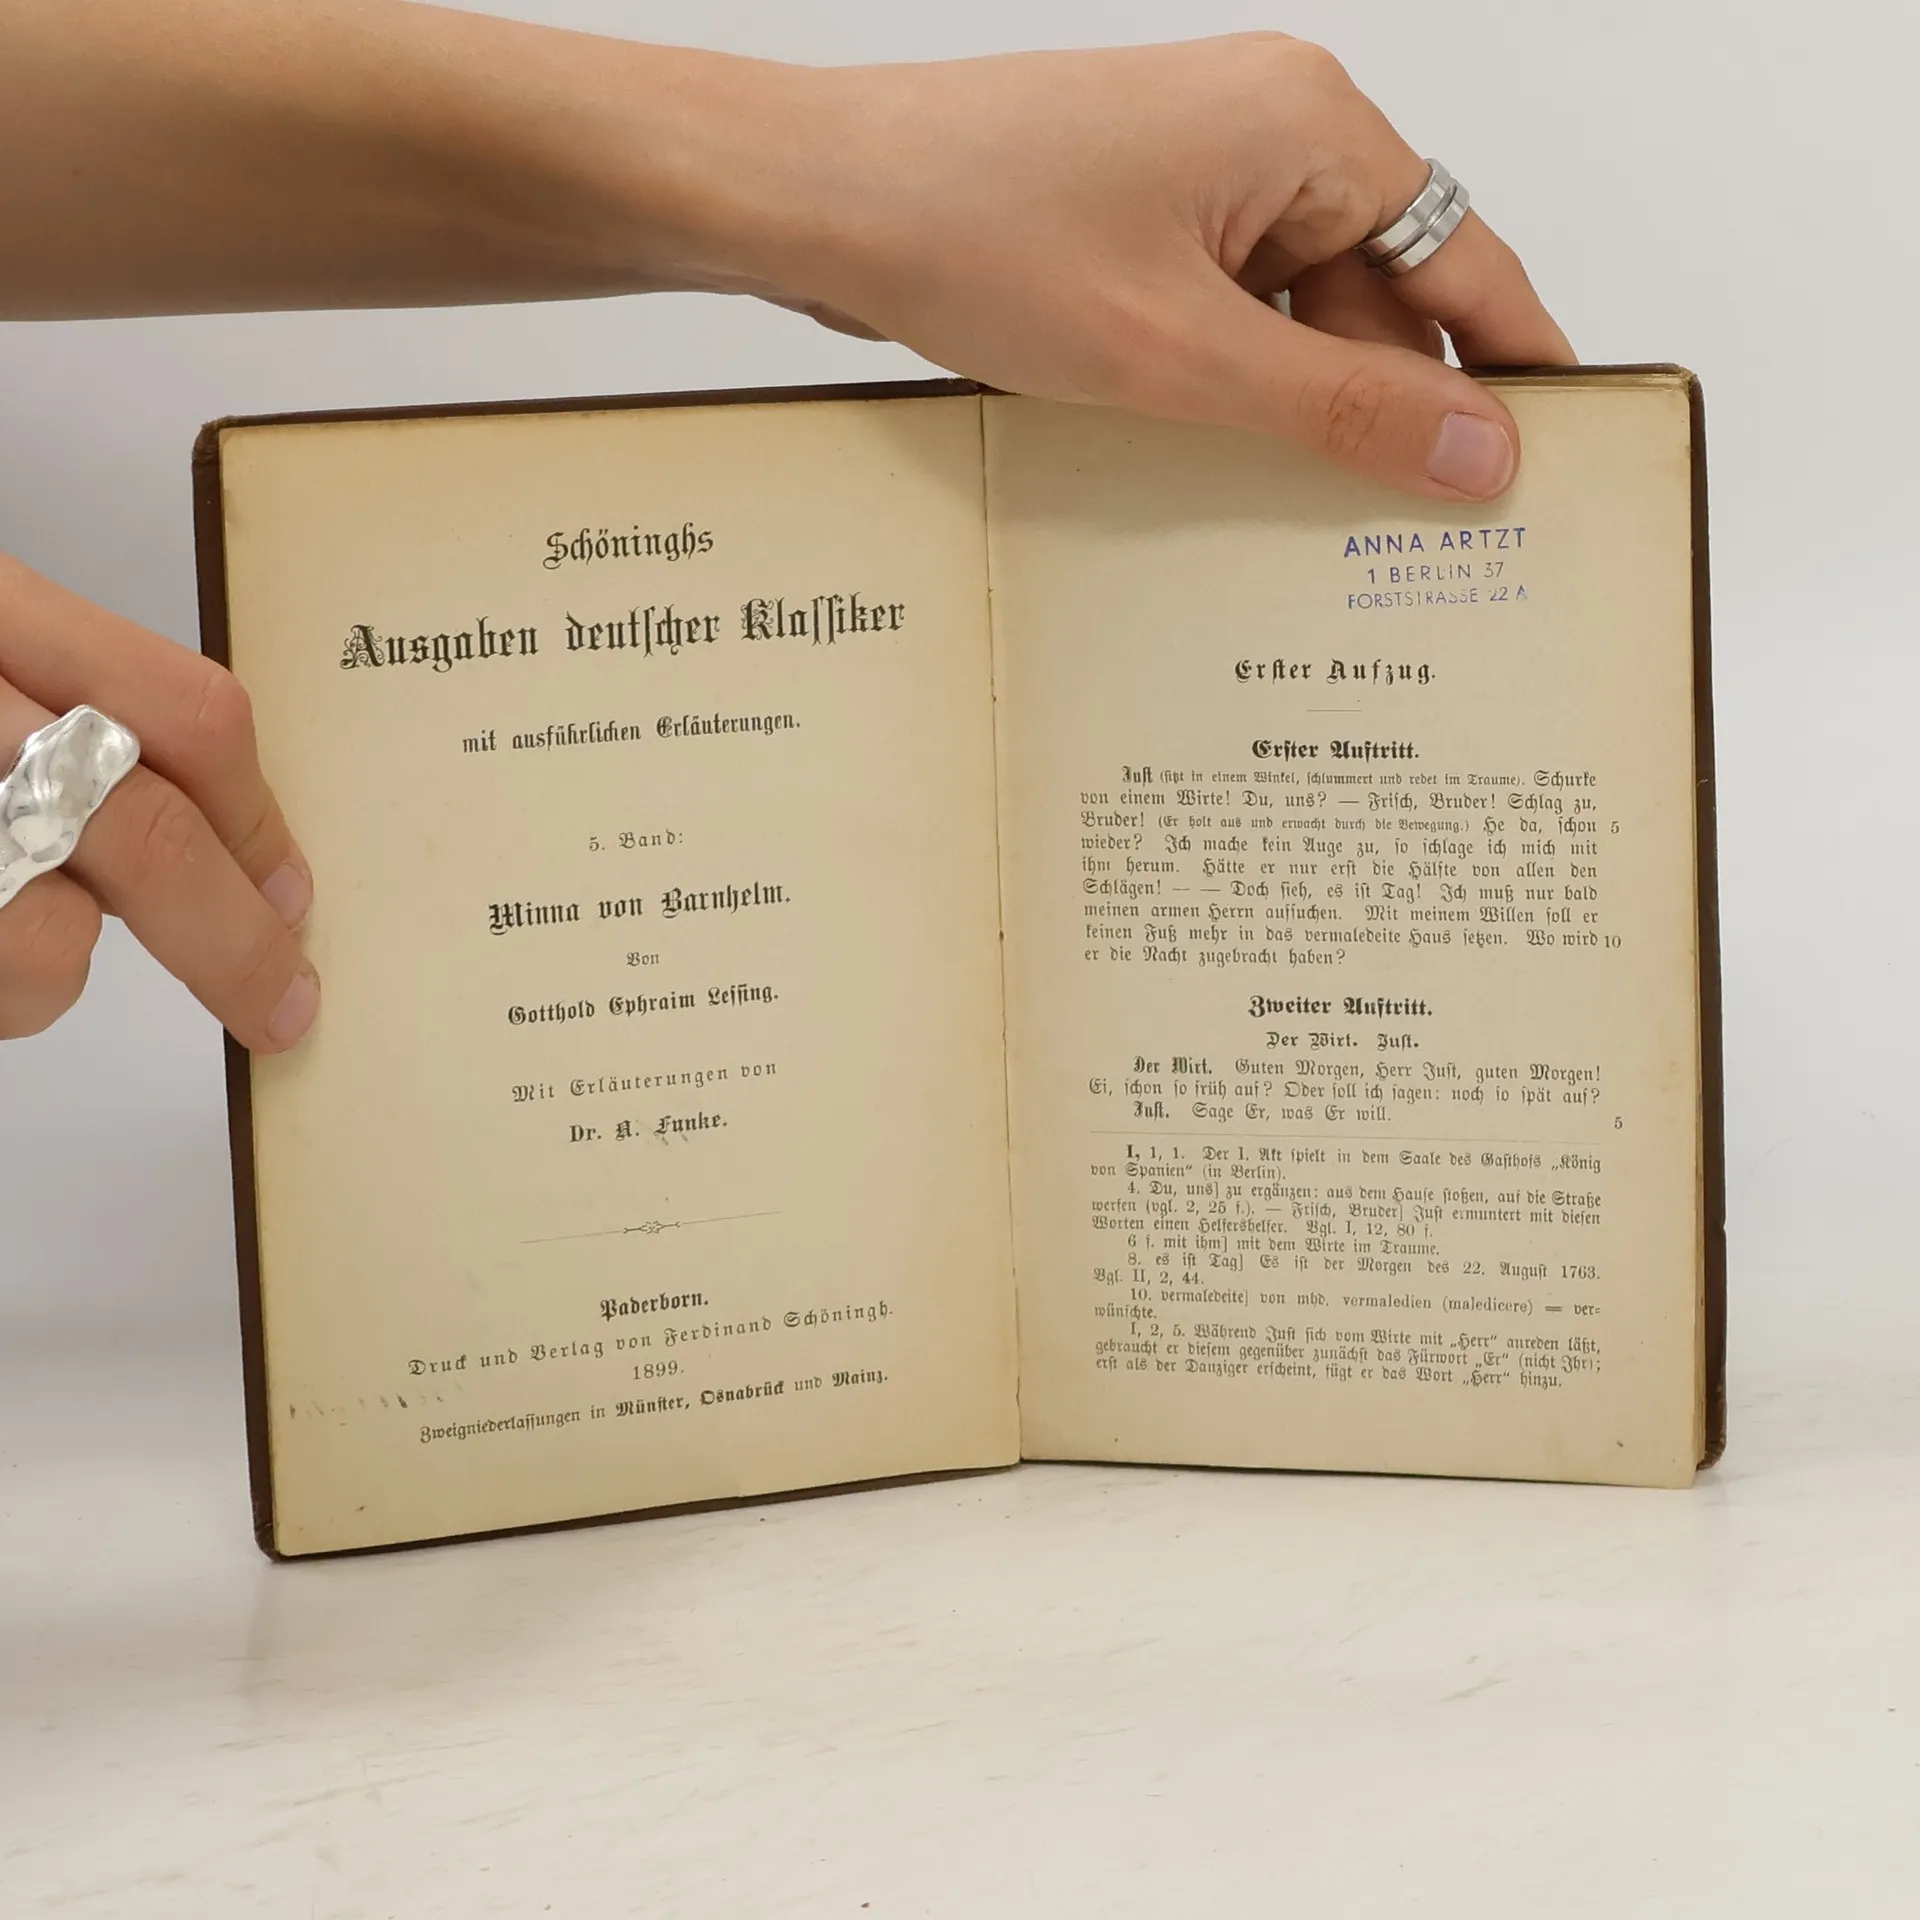 Schöninghs
Ausgaben deutscher Klassiker
mit ausführlichen Erläuterungen.
5. Band:
Minna von Barnhelm.
Von
Gotthold Ephraim Lessing.
Mit Erläuterungen von
Dr. A. Funke.
Paderborn.
Druck und Verlag von Ferdinand Schöningh.
1899.
Zweigniederlassungen in Münster, Osnabrück und Mainz.
ANNA ARTZT
1 BERLIN 37
FORSTSTRASSE 22 A
Erster Aufzug.
Erster Auftritt.
Just (sitzt in einem Winkel, schlummert und redet im Traume). Schurke
von einem Wirte! Du, uns? — Frisch, Bruder! Schlag zu,
Bruder! (Er holt aus und erwacht durch die Bewegung.) He da, schon 5
wieder? Ich mache kein Auge zu, so schlage ich mich mit
ihm herum. Hätte er nur erst die Hälfte von allen den
Schlägen! — — Doch sieh, es ist Tag! Ich muß nur bald
meinen armen Herrn aufsuchen. Mit meinem Willen soll er
keinen Fuß mehr in das vermaledeite Haus setzen. Wo wird 10
er die Nacht zugebracht haben?
Zweiter Auftritt.
Der Wirt. Just.
Der Wirt. Guten Morgen, Herr Just, guten Morgen!
Ei, schon so früh auf? Oder soll ich sagen: noch so spät auf?
Just. Sage Er, was Er will. 5
I, 1, 1. Der I. Akt spielt in dem Saale des Gasthofs „König
von Spanien“ (in Berlin).
4. Du, uns] zu ergänzen: aus dem Hause stoßen, auf die Straße
werfen (vgl. 2, 25 f.). — Frisch, Bruder] Just ermuntert mit diesen
Worten einen Helfershelfer. Vgl. I, 12, 80 f.
6 f. mit ihm] mit dem Wirte im Traume.
8. es ist Tag] Es ist der Morgen des 22. August 1763.
Vgl. II, 2, 44.
10. vermaledeite] von mhd. vermaledien (maledicere) = ver-
wünschte.
I, 2, 5. Während Just sich vom Wirte mit „Herr“ anreden läßt,
gebraucht er diesem gegenüber zunächst das Fürwort „Er“ (nicht Ihr);
erst als der Danziger erscheint, fügt er das Wort „Herr“ hinzu.